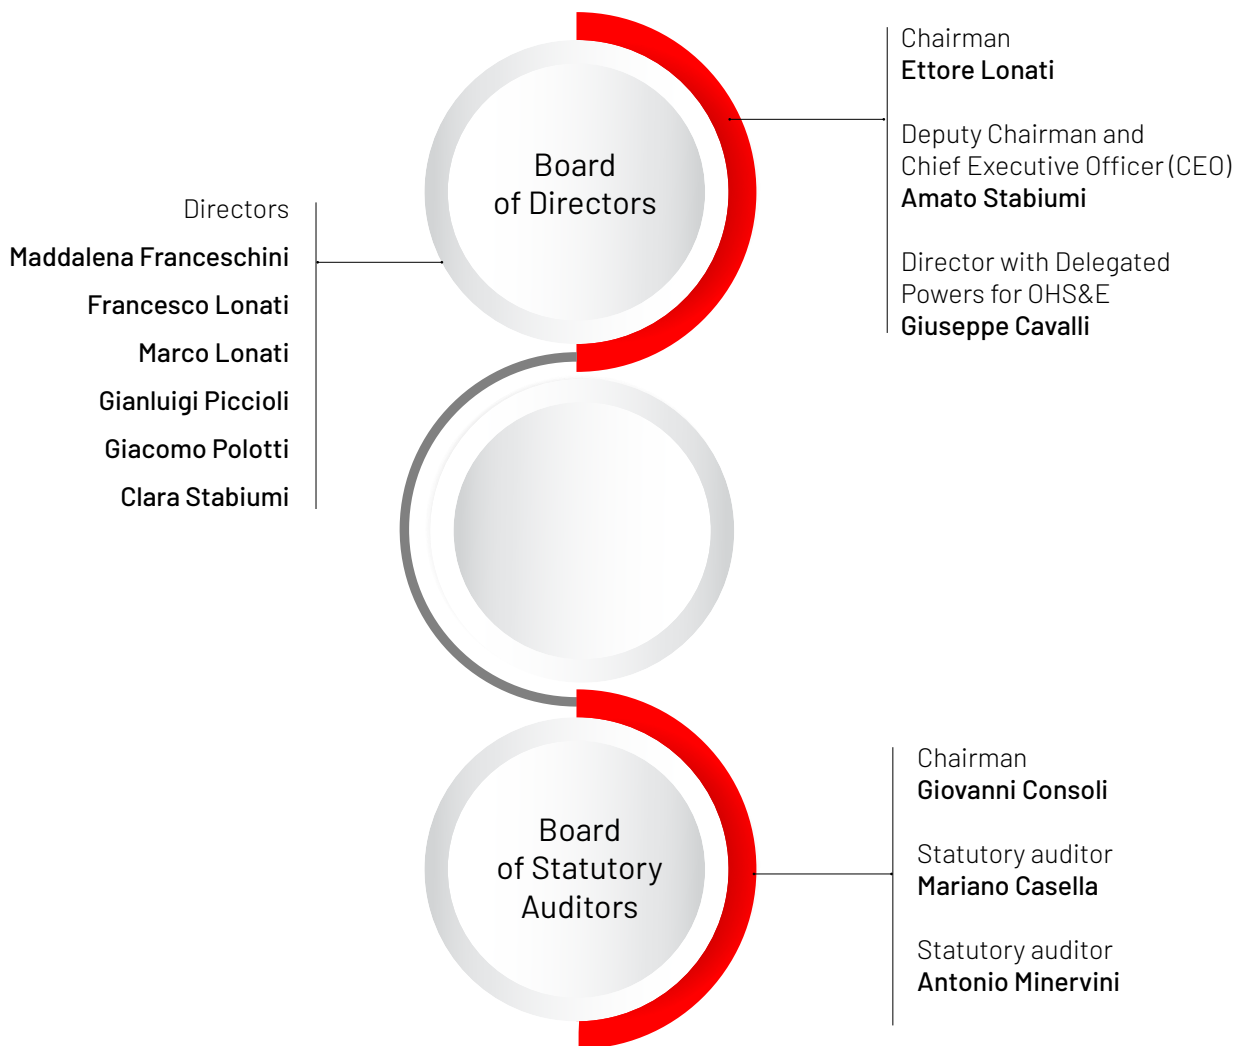 Board
of Directors
Chairman
Ettore Lonati
Deputy Chairman and
Chief Executive Officer (CEO)
Amato Stabiumi
Director with Delegated
Powers for OHS&E
Giuseppe Cavalli
Directors
Maddalena Franceschini
Francesco Lonati
Marco Lonati
Gianluigi Piccioli
Giacomo Polotti
Clara Stabiumi
Board
of Statutory
Auditors
Chairman
Giovanni Consoli
Statutory auditor
Mariano Casella
Statutory auditor
Antonio Minervini